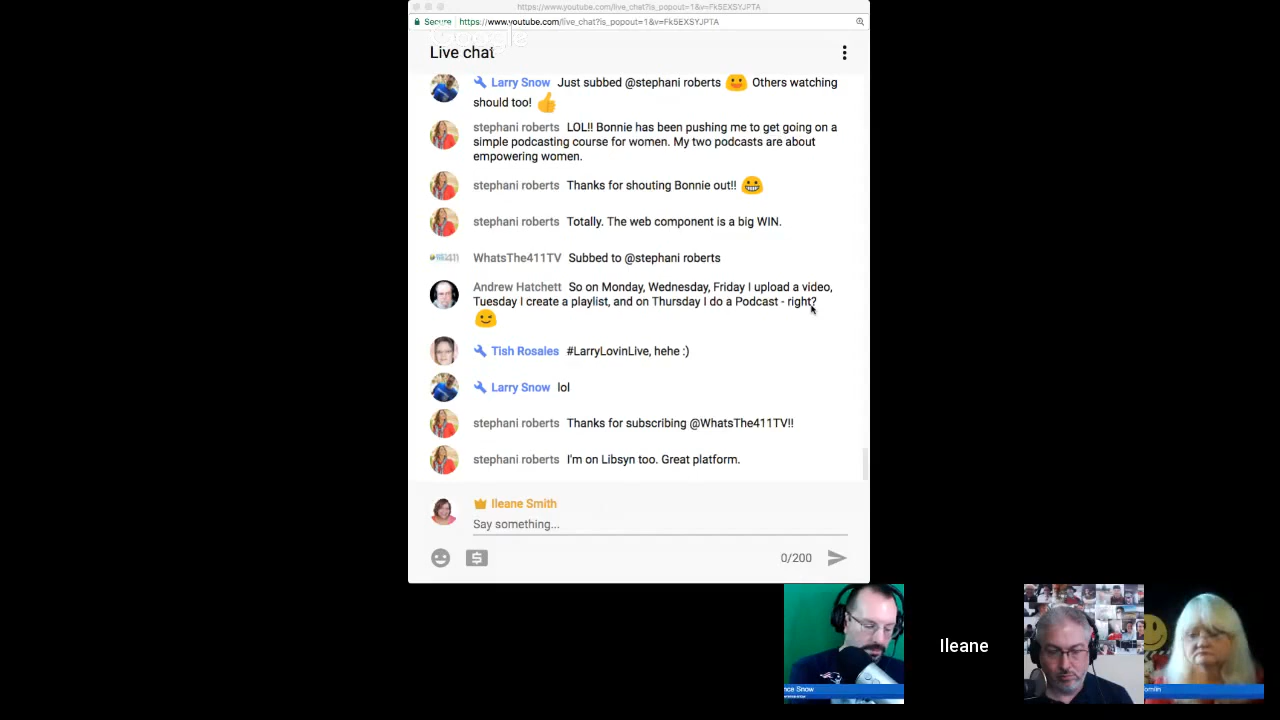 https://www.youtube.com/live_chat?is_popout=1&v=Fk5EXSYJPTA
Secure https://www.youtube.com/live_chat?is_popout=1&v=Fk5EXSYJPTA
Google
Live chat
Larry Snow Just subbed @stephani roberts 😀 Others watching
should too! 👍
stephani roberts LOL!! Bonnie has been pushing me to get going on a
simple podcasting course for women. My two podcasts are about
empowering women.
stephani roberts Thanks for shouting Bonnie out!! 😁
stephani roberts Totally. The web component is a big WIN.
WhatsThe411TV Subbed to @stephani roberts
Andrew Hatchett So on Monday, Wednesday, Friday I upload a video,
Tuesday I create a playlist, and on Thursday I do a Podcast - right?
😉
Tish Rosales #LarryLovinLive, hehe :)
Larry Snow lol
stephani roberts Thanks for subscribing @WhatsThe411TV!!
stephani roberts I'm on Libsyn too. Great platform.
Ileane Smith
Say something...
$ 0/200
Ileane
nce Snow
omlin